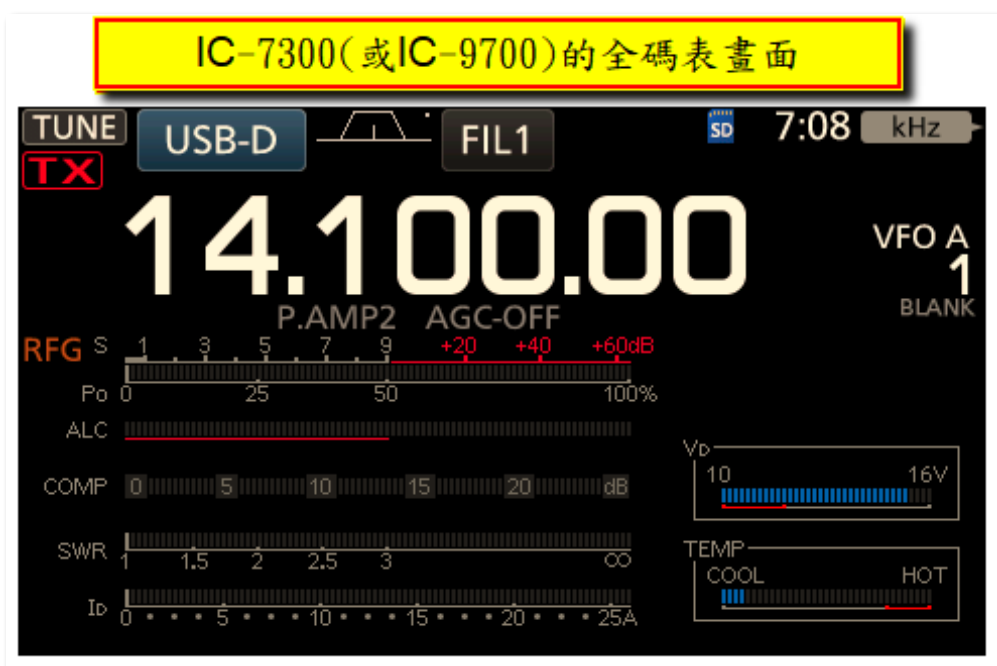 IC-7300(或IC-9700)的全碼表畫面
TUNE USB-D FIL1 SD 7:08 kHz
TX
14.100.00
VFO A
1
P.AMP2 AGC-OFF BLANK
RFG S 1 3 5 7 9 +20 +40 +60dB
Po 0 25 50 100%
ALC
COMP 0 5 10 15 20 dB
SWR 1 1.5 2 2.5 3 ∞
ID 0 5 10 15 20 25A
VD
10 16V
TEMP
COOL HOT